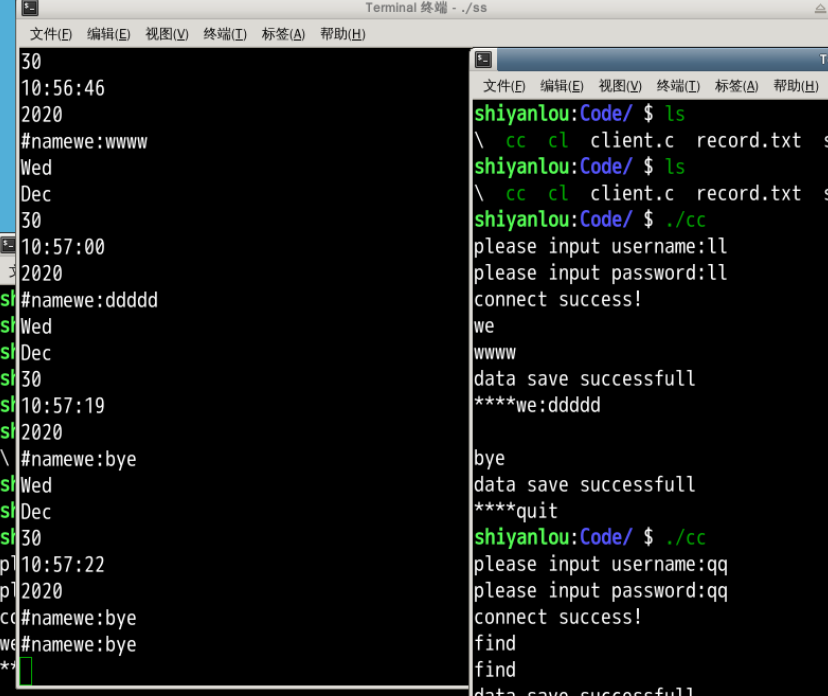 Terminal 终端 - ./ss
文件(F) 编辑(E) 视图(V) 终端(T) 标签(A) 帮助(H)
30
10:56:46
2020
#namewe:wwww
Wed
Dec
30
10:57:00
2020
#namewe:ddddd
Wed
Dec
30
10:57:19
2020
#namewe:bye
Wed
Dec
30
10:57:22
2020
#namewe:bye
#namewe:bye
文件(F) 编辑(E) 视图(V) 终端(T) 标签(A) 帮助(H)
shiyanlou:Code/ $ ls
\ cc cl client.c record.txt
shiyanlou:Code/ $ ls
\ cc cl client.c record.txt
shiyanlou:Code/ $ ./cc
please input username:ll
please input password:ll
connect success!
we
wwww
data save successfull
****we:ddddd
bye
data save successfull
****quit
shiyanlou:Code/ $ ./cc
please input username:qq
please input password:qq
connect success!
find
find
data save successfull